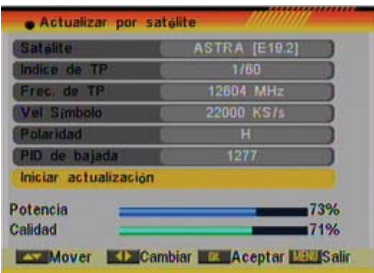 Actualizar por satélite
Satélite ASTRA [E19.2]
Indice de TP 1/60
Frec. de TP 12604 MHz
Vel Símbolo 22000 KS/s
Polaridad H
PID de bajada 1277
Iniciar actualización
Potencia 73%
Calidad 71%
Mover Cambiar OK Aceptar MENU Salir